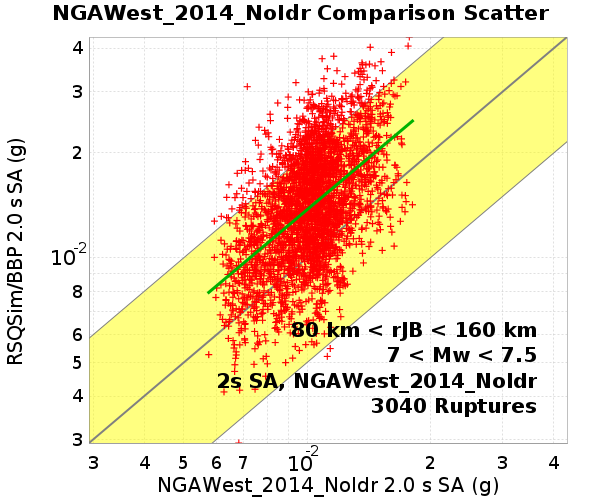 NGAWest_2014_NoIdr Comparison Scatter
RSQSim/BBP 2.0 s SA (g)
4
3
2
10-2
8
6
5
4
3
80 km < rJB < 160 km
7 < Mw < 7.5
2s SA, NGAWest_2014_NoIdr
3040 Ruptures
3 4 5 6 7 10-2 2 3 4
NGAWest_2014_NoIdr 2.0 s SA (g)